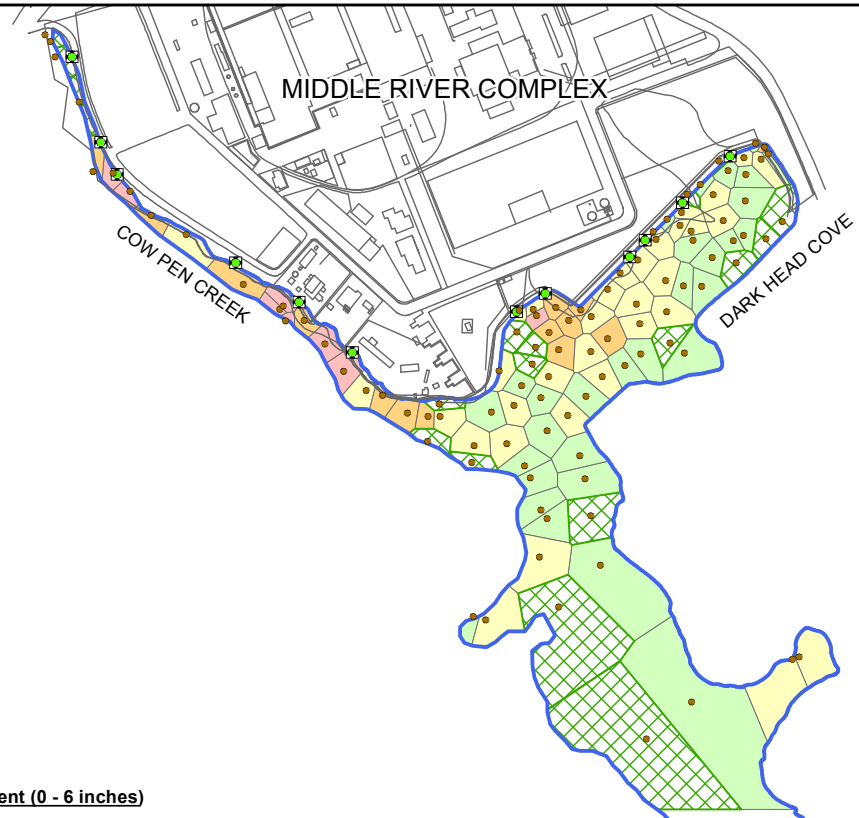 MIDDLE RIVER COMPLEX
COW PEN CREEK
DARK HEAD COVE
ent (0 - 6 inches)